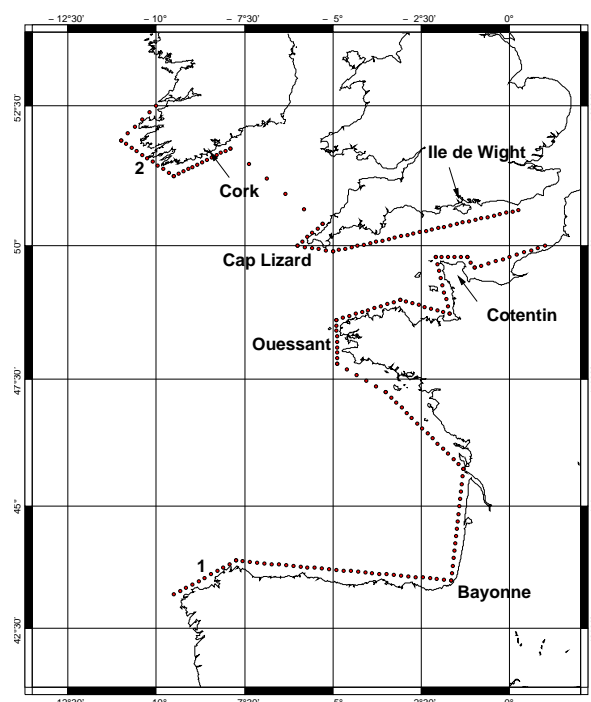 − 12°30' − 10° − 7°30' − 5° − 2°30' 0°
52°30'
Ile de Wight
2
Cork
50°
Cap Lizard
Cotentin
Ouessant
47°30'
45°
1
Bayonne
42°30'